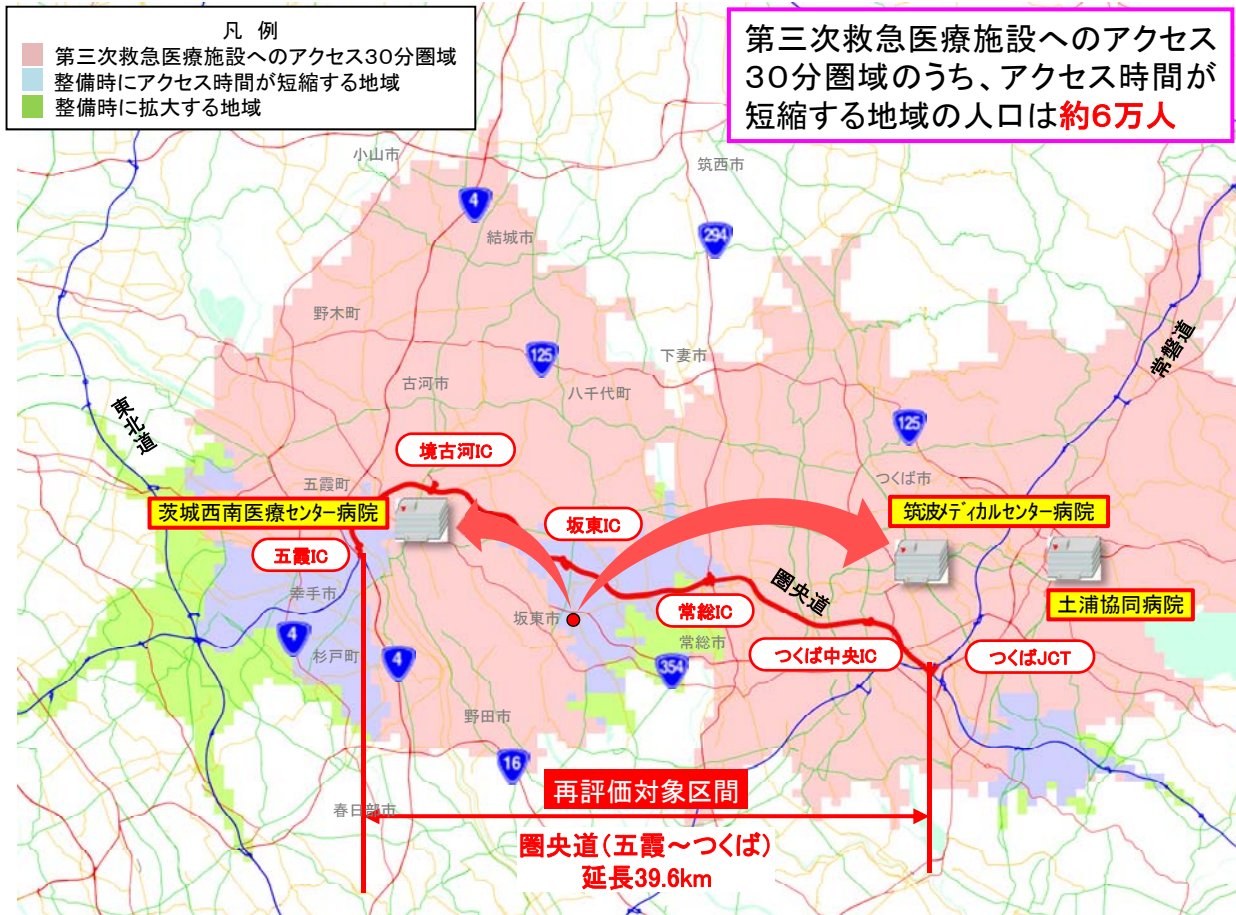 凡 例
第三次救急医療施設へのアクセス30分圏域
整備時にアクセス時間が短縮する地域
整備時に拡大する地域
第三次救急医療施設へのアクセス
30分圏域のうち、アクセス時間が
短縮する地域の人口は約6万人
小山市
筑西市
4
結城市
294
野木町
125
下妻市
常磐道
古河市
八千代町
東北道
125
境古河IC
つくば市
五霞町
茨城西南医療センター病院
坂東IC
筑波メディカルセンター病院
五霞IC
圏央道
幸手市
常総IC
土浦協同病院
坂東市
4
常総市
杉戸町
4
354
つくば中央IC
つくばJCT
野田市
16
再評価対象区間
春日部市
圏央道(五霞~つくば)
延長39.6km